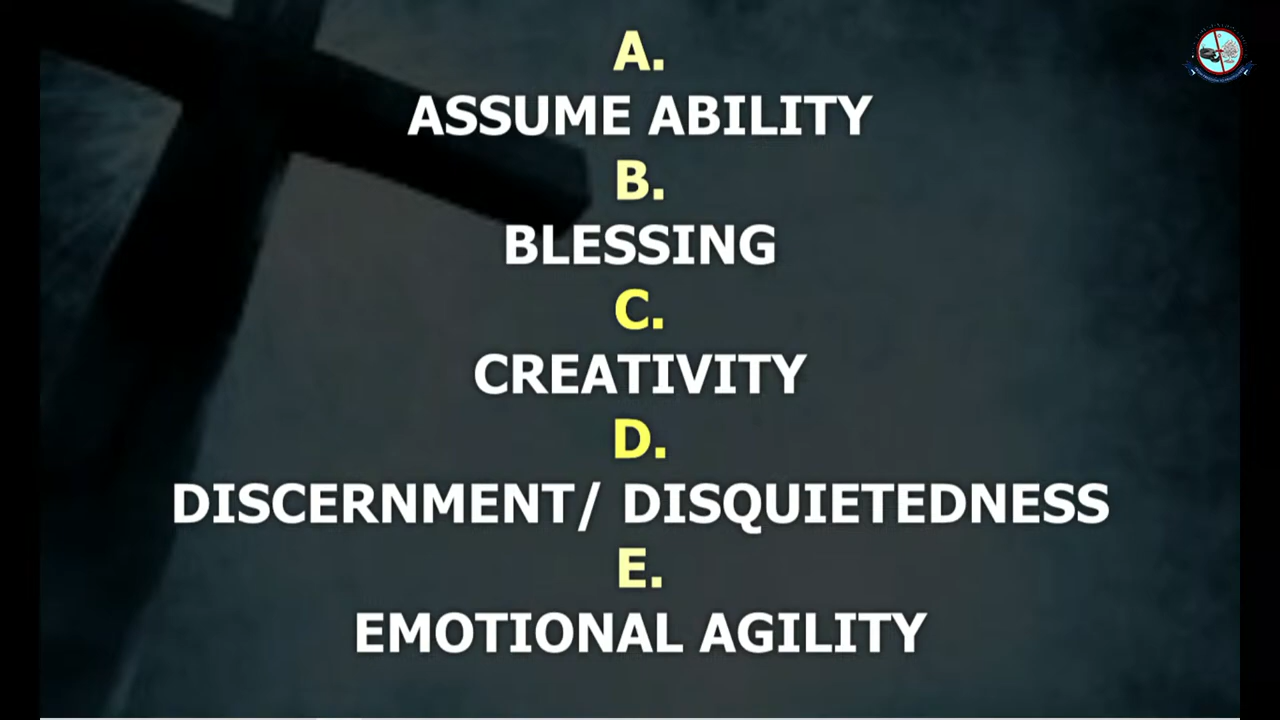 A.
ASSUME ABILITY
B.
BLESSING
C.
CREATIVITY
D.
DISCERNMENT/ DISQUIETEDNESS
E.
EMOTIONAL AGILITY